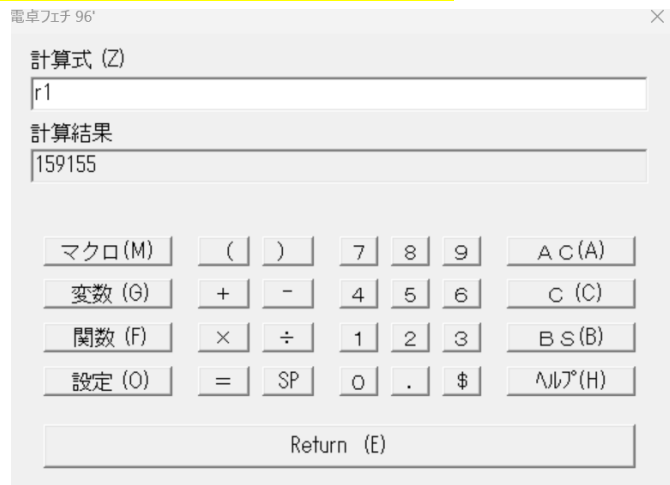 電卓フェチ 96'
計算式 (Z)
r1
計算結果
159155
マクロ(M) ( ) 7 8 9 AC(A)
変数 (G) + - 4 5 6 C (C)
関数 (F) × ÷ 1 2 3 BS(B)
設定 (O) = SP 0 . $ ヘルプ(H)
Return (E)